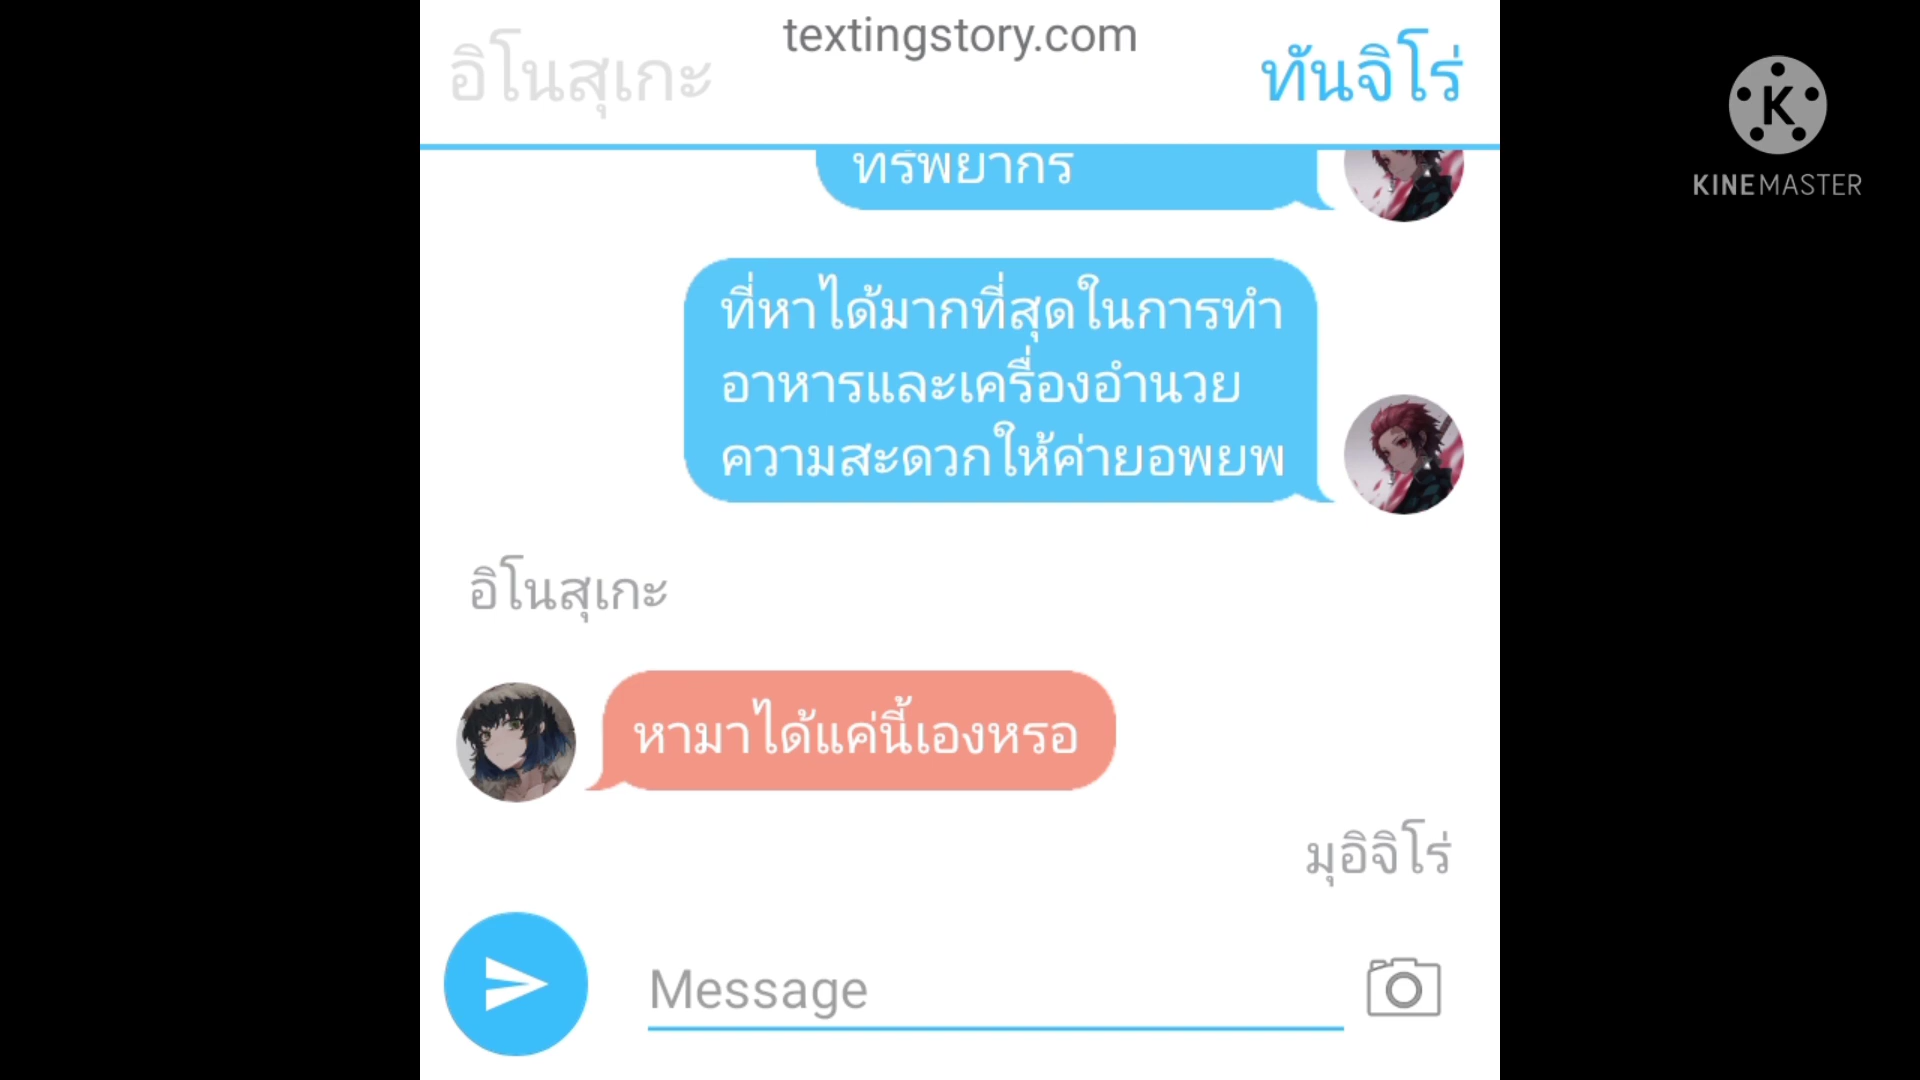 textingstory.com
อิโนสุเกะ
ทันจิโร่
ทรัพยากร
ที่หาได้มากที่สุดในการทำ
อาหารและเครื่องอำนวย
ความสะดวกให้ค่ายอพยพ
อิโนสุเกะ
หามาได้แค่นี้เองหรอ
มุอิจิโร่
Message
K
KINEMASTER